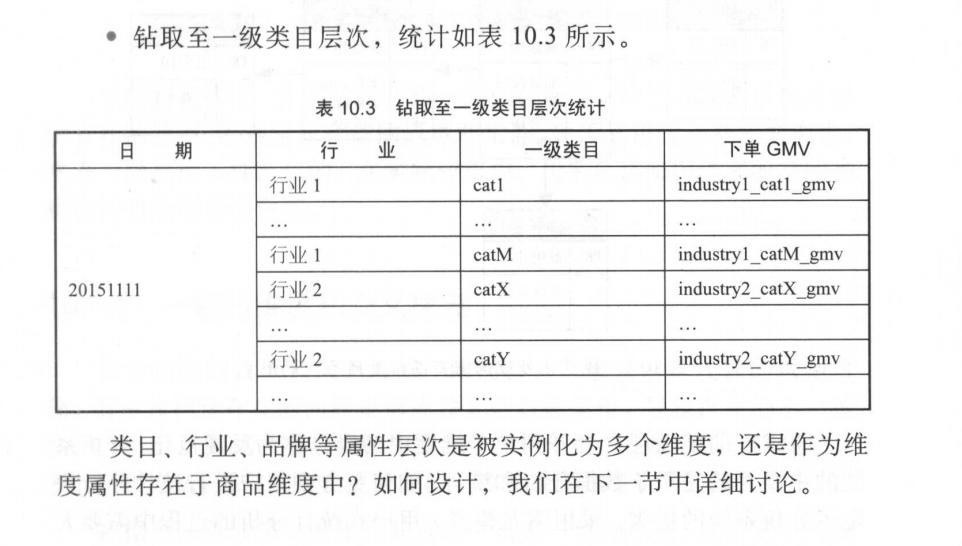 • 钻取至一级类目层次，统计如表 10.3 所示。
表 10.3 钻取至一级类目层次统计
日 期 行 业 一级类目 下单 GMV
行业 1 cat1 industry1_cat1_gmv
… … …
行业 1 catM industry1_catM_gmv
20151111 行业 2 catX industry2_catX_gmv
… … …
行业 2 catY industry2_catY_gmv
… … …
类目、行业、品牌等属性层次是被实例化为多个维度，还是作为维
度属性存在于商品维度中？如何设计，我们在下一节中详细讨论。